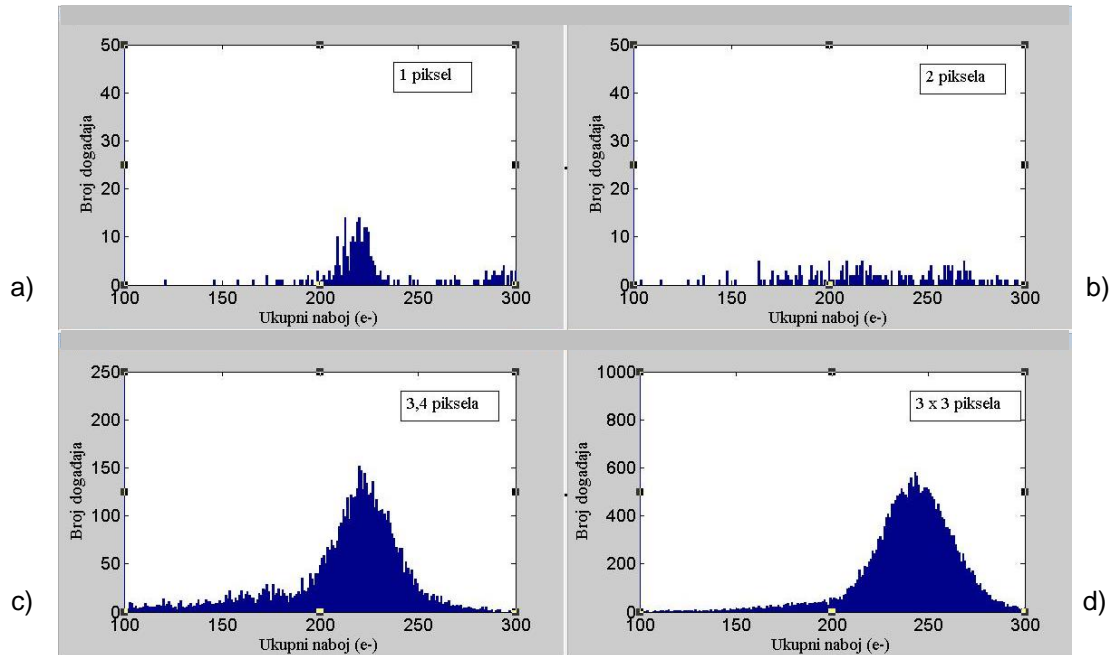 50
40
30
20
10
0
Broj događaja
1 piksel
100 150 200 250 300
Ukupni naboj (e-)
a)
50
40
30
20
10
0
Broj događaja
2 piksela
100 150 200 250 300
Ukupni naboj (e-)
b)
250
200
150
100
50
0
Broj događaja
3,4 piksela
100 150 200 250 300
Ukupni naboj (e-)
c)
1000
800
600
400
200
0
Broj događaja
3 x 3 piksela
100 150 200 250 300
Ukupni naboj (e-)
d)